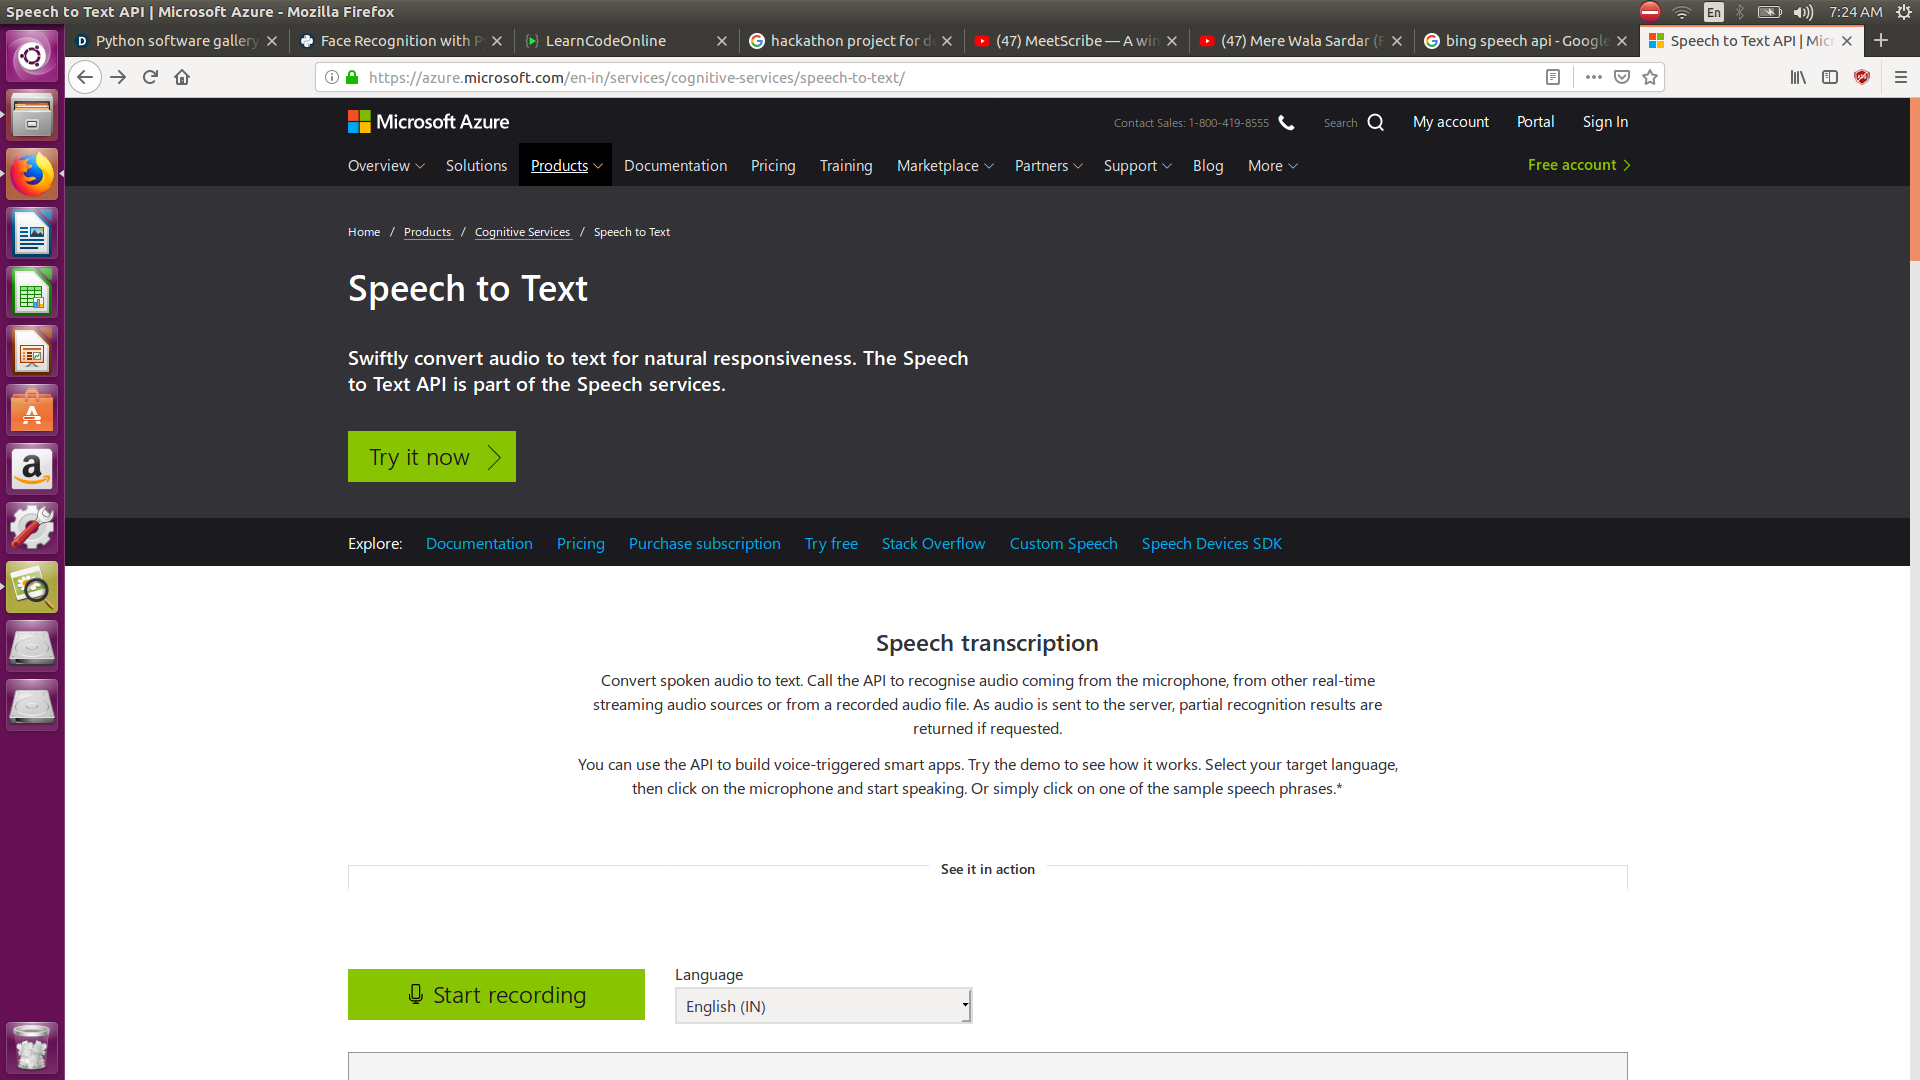 Speech to Text API | Microsoft Azure - Mozilla Firefox
En
7:24 AM
Python software gallery
Face Recognition with P
LearnCodeOnline
hackathon project for d
(47) MeetScribe — A win
(47) Mere Wala Sardar (F
bing speech api - Google
Speech to Text API | Micr
https://azure.microsoft.com/en-in/services/cognitive-services/speech-to-text/
Microsoft Azure
Contact Sales: 1-800-419-8555
Search
My account
Portal
Sign In
Overview
Solutions
Products
Documentation
Pricing
Training
Marketplace
Partners
Support
Blog
More
Free account
Home / Products / Cognitive Services / Speech to Text
Speech to Text
Swiftly convert audio to text for natural responsiveness. The Speech
to Text API is part of the Speech services.
Try it now
Explore:
Documentation
Pricing
Purchase subscription
Try free
Stack Overflow
Custom Speech
Speech Devices SDK
Speech transcription
Convert spoken audio to text. Call the API to recognise audio coming from the microphone, from other real-time
streaming audio sources or from a recorded audio file. As audio is sent to the server, partial recognition results are
returned if requested.
You can use the API to build voice-triggered smart apps. Try the demo to see how it works. Select your target language,
then click on the microphone and start speaking. Or simply click on one of the sample speech phrases.*
See it in action
Language
Start recording
English (IN)